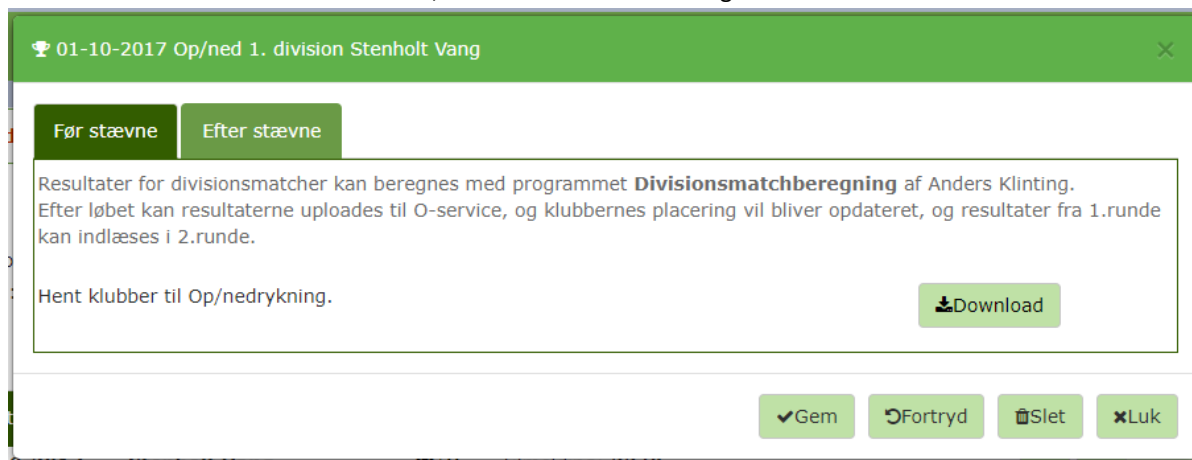 01-10-2017 Op/ned 1. division Stenholt Vang
Før stævne Efter stævne
Resultater for divisionsmatcher kan beregnes med programmet Divisionsmatchberegning af Anders Klinting.
Efter løbet kan resultaterne uploades til O-service, og klubbernes placering vil bliver opdateret, og resultater fra 1.runde
kan indlæses i 2.runde.
Hent klubber til Op/nedrykning.
Download
Gem Fortryd Slet Luk